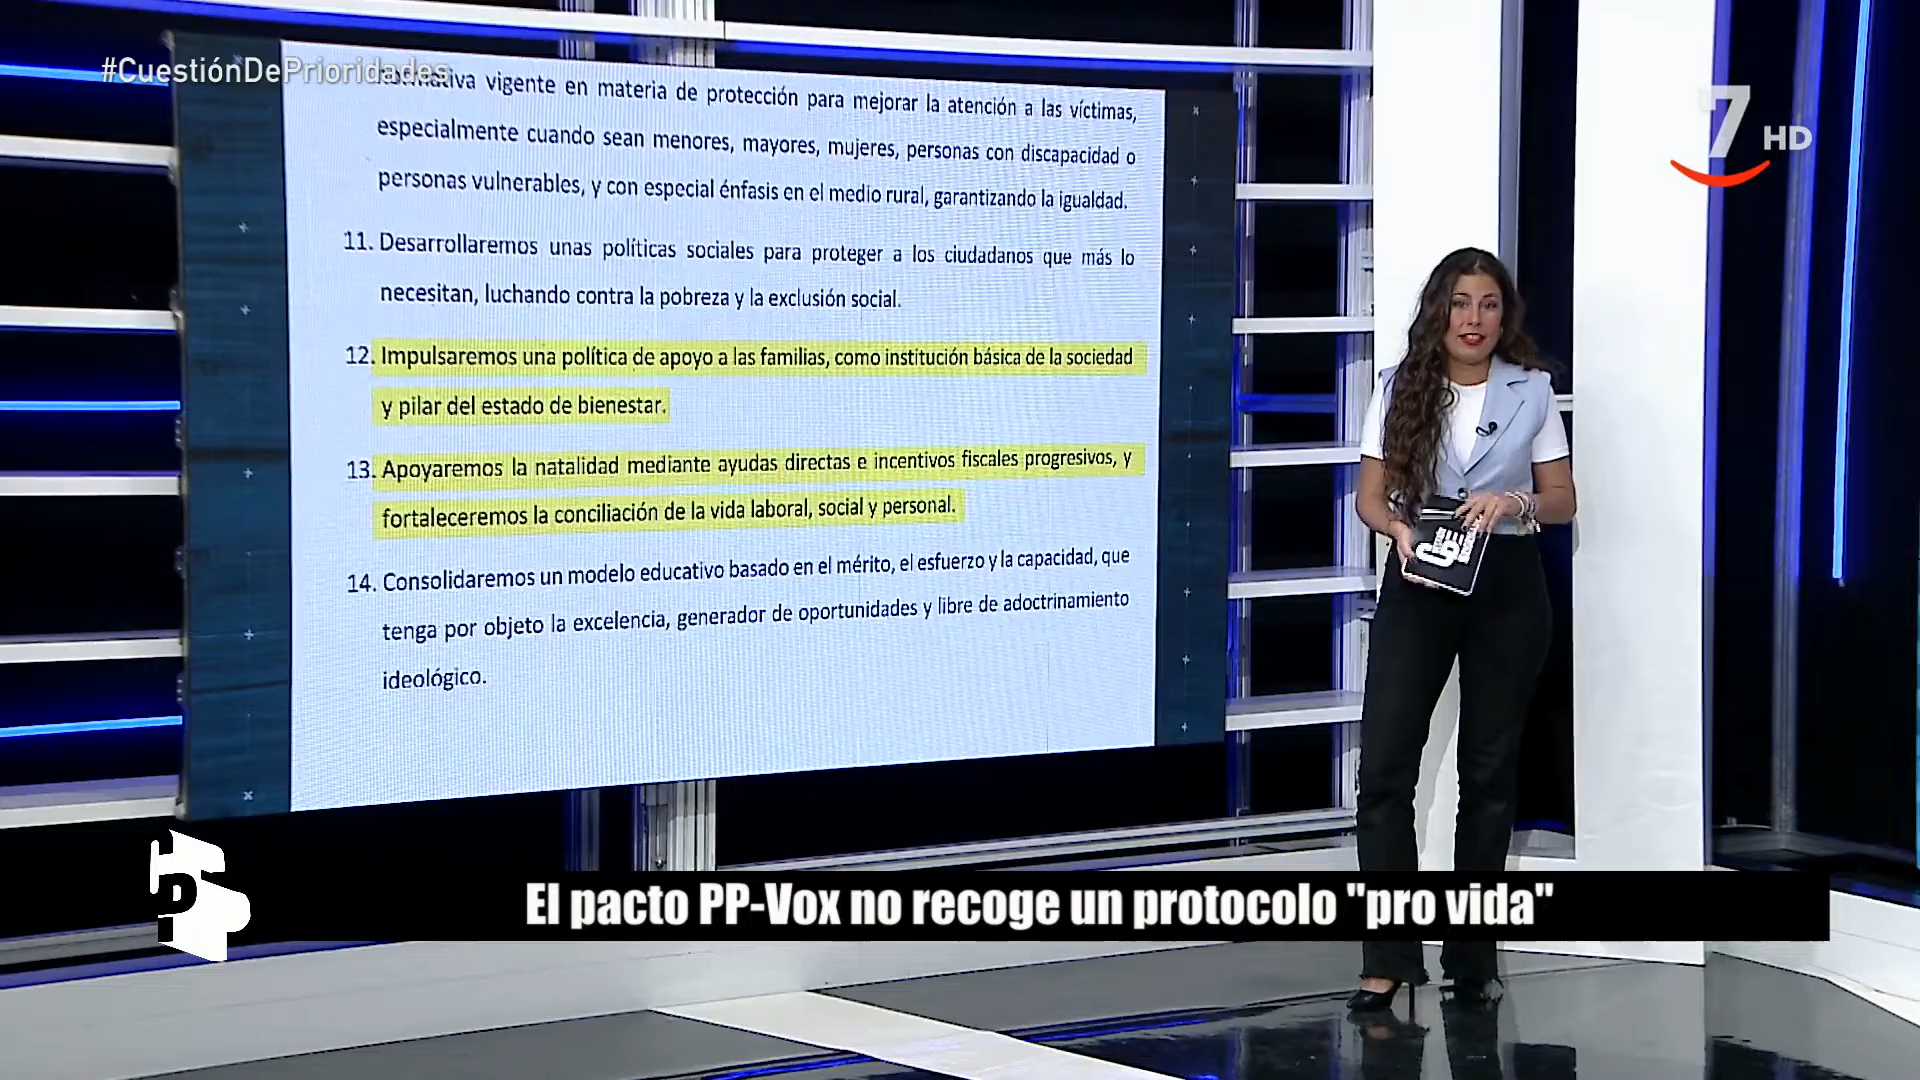 #CuestiónDePrioridades
vigente en materia de protección para mejorar la atención a las víctimas,
especialmente cuando sean menores, mayores, mujeres, personas con discapacidad o
personas vulnerables, y con especial énfasis en el medio rural, garantizando la igualdad.
11. Desarrollaremos unas políticas sociales para proteger a los ciudadanos que más lo
necesitan, luchando contra la pobreza y la exclusión social.
12. Impulsaremos una política de apoyo a las familias, como institución básica de la sociedad
y pilar del estado de bienestar.
13. Apoyaremos la natalidad mediante ayudas directas e incentivos fiscales progresivos, y
fortaleceremos la conciliación de la vida laboral, social y personal.
14. Consolidaremos un modelo educativo basado en el mérito, el esfuerzo y la capacidad, que
tenga por objeto la excelencia, generador de oportunidades y libre de adoctrinamiento
ideológico.
7 HD
El pacto PP-Vox no recoge un protocolo "pro vida"